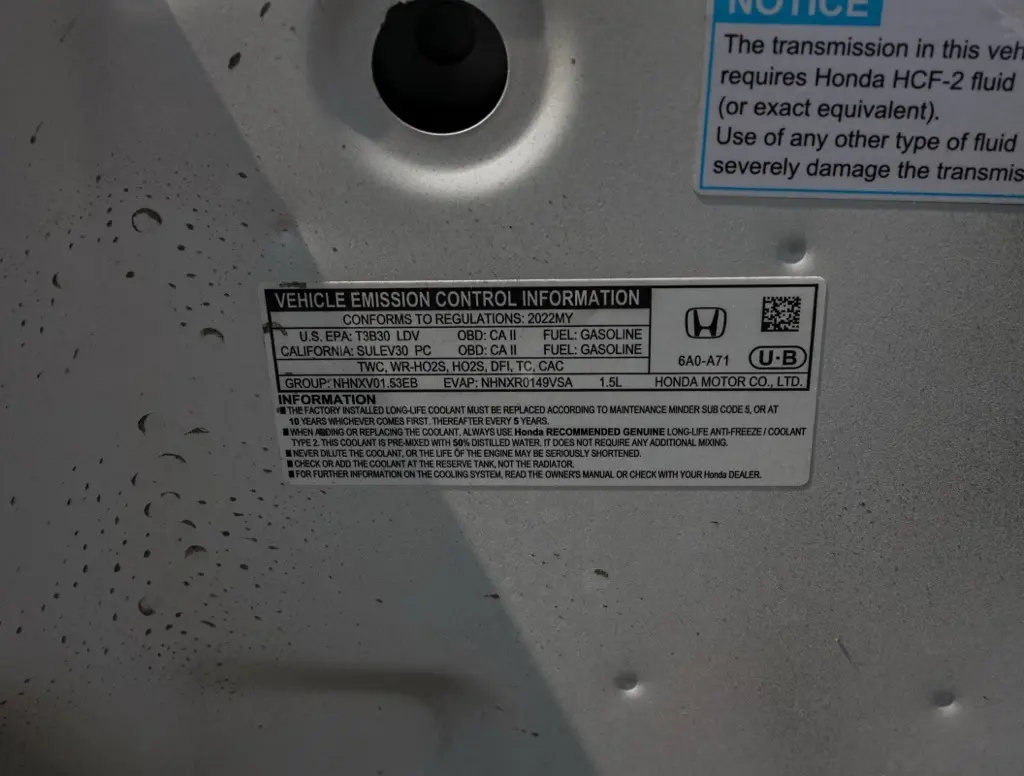 NOTICE
The transmission in this veh
requires Honda HCF-2 fluid
(or exact equivalent).
Use of any other type of fluid
severely damage the transmis
VEHICLE EMISSION CONTROL INFORMATION
CONFORMS TO REGULATIONS: 2022MY
U.S. EPA: T3B30 LDV OBD: CA II FUEL: GASOLINE
CALIFORNIA: SULEV30 PC OBD: CA II FUEL: GASOLINE
TWC, WR-HO2S, HO2S, DFI, TC, CAC
GROUP: NHNXV01.53EB EVAP: NHNXR0149VSA 1.5L
6A0-A71 U·B
HONDA MOTOR CO., LTD.
INFORMATION
■ THE FACTORY INSTALLED LONG-LIFE COOLANT MUST BE REPLACED ACCORDING TO MAINTENANCE MINDER SUB CODE 5, OR AT
10 YEARS WHICHEVER COMES FIRST. THEREAFTER EVERY 5 YEARS.
■ WHEN ADDING OR REPLACING THE COOLANT, ALWAYS USE Honda RECOMMENDED GENUINE LONG-LIFE ANTI-FREEZE / COOLANT
TYPE 2. THIS COOLANT IS PRE-MIXED WITH 50% DISTILLED WATER. IT DOES NOT REQUIRE ANY ADDITIONAL MIXING.
■ NEVER DILUTE THE COOLANT, OR THE LIFE OF THE ENGINE MAY BE SERIOUSLY SHORTENED.
■ CHECK OR ADD THE COOLANT AT THE RESERVE TANK, NOT THE RADIATOR.
■ FOR FURTHER INFORMATION ON THE COOLING SYSTEM, READ THE OWNER'S MANUAL OR CHECK WITH YOUR Honda DEALER.